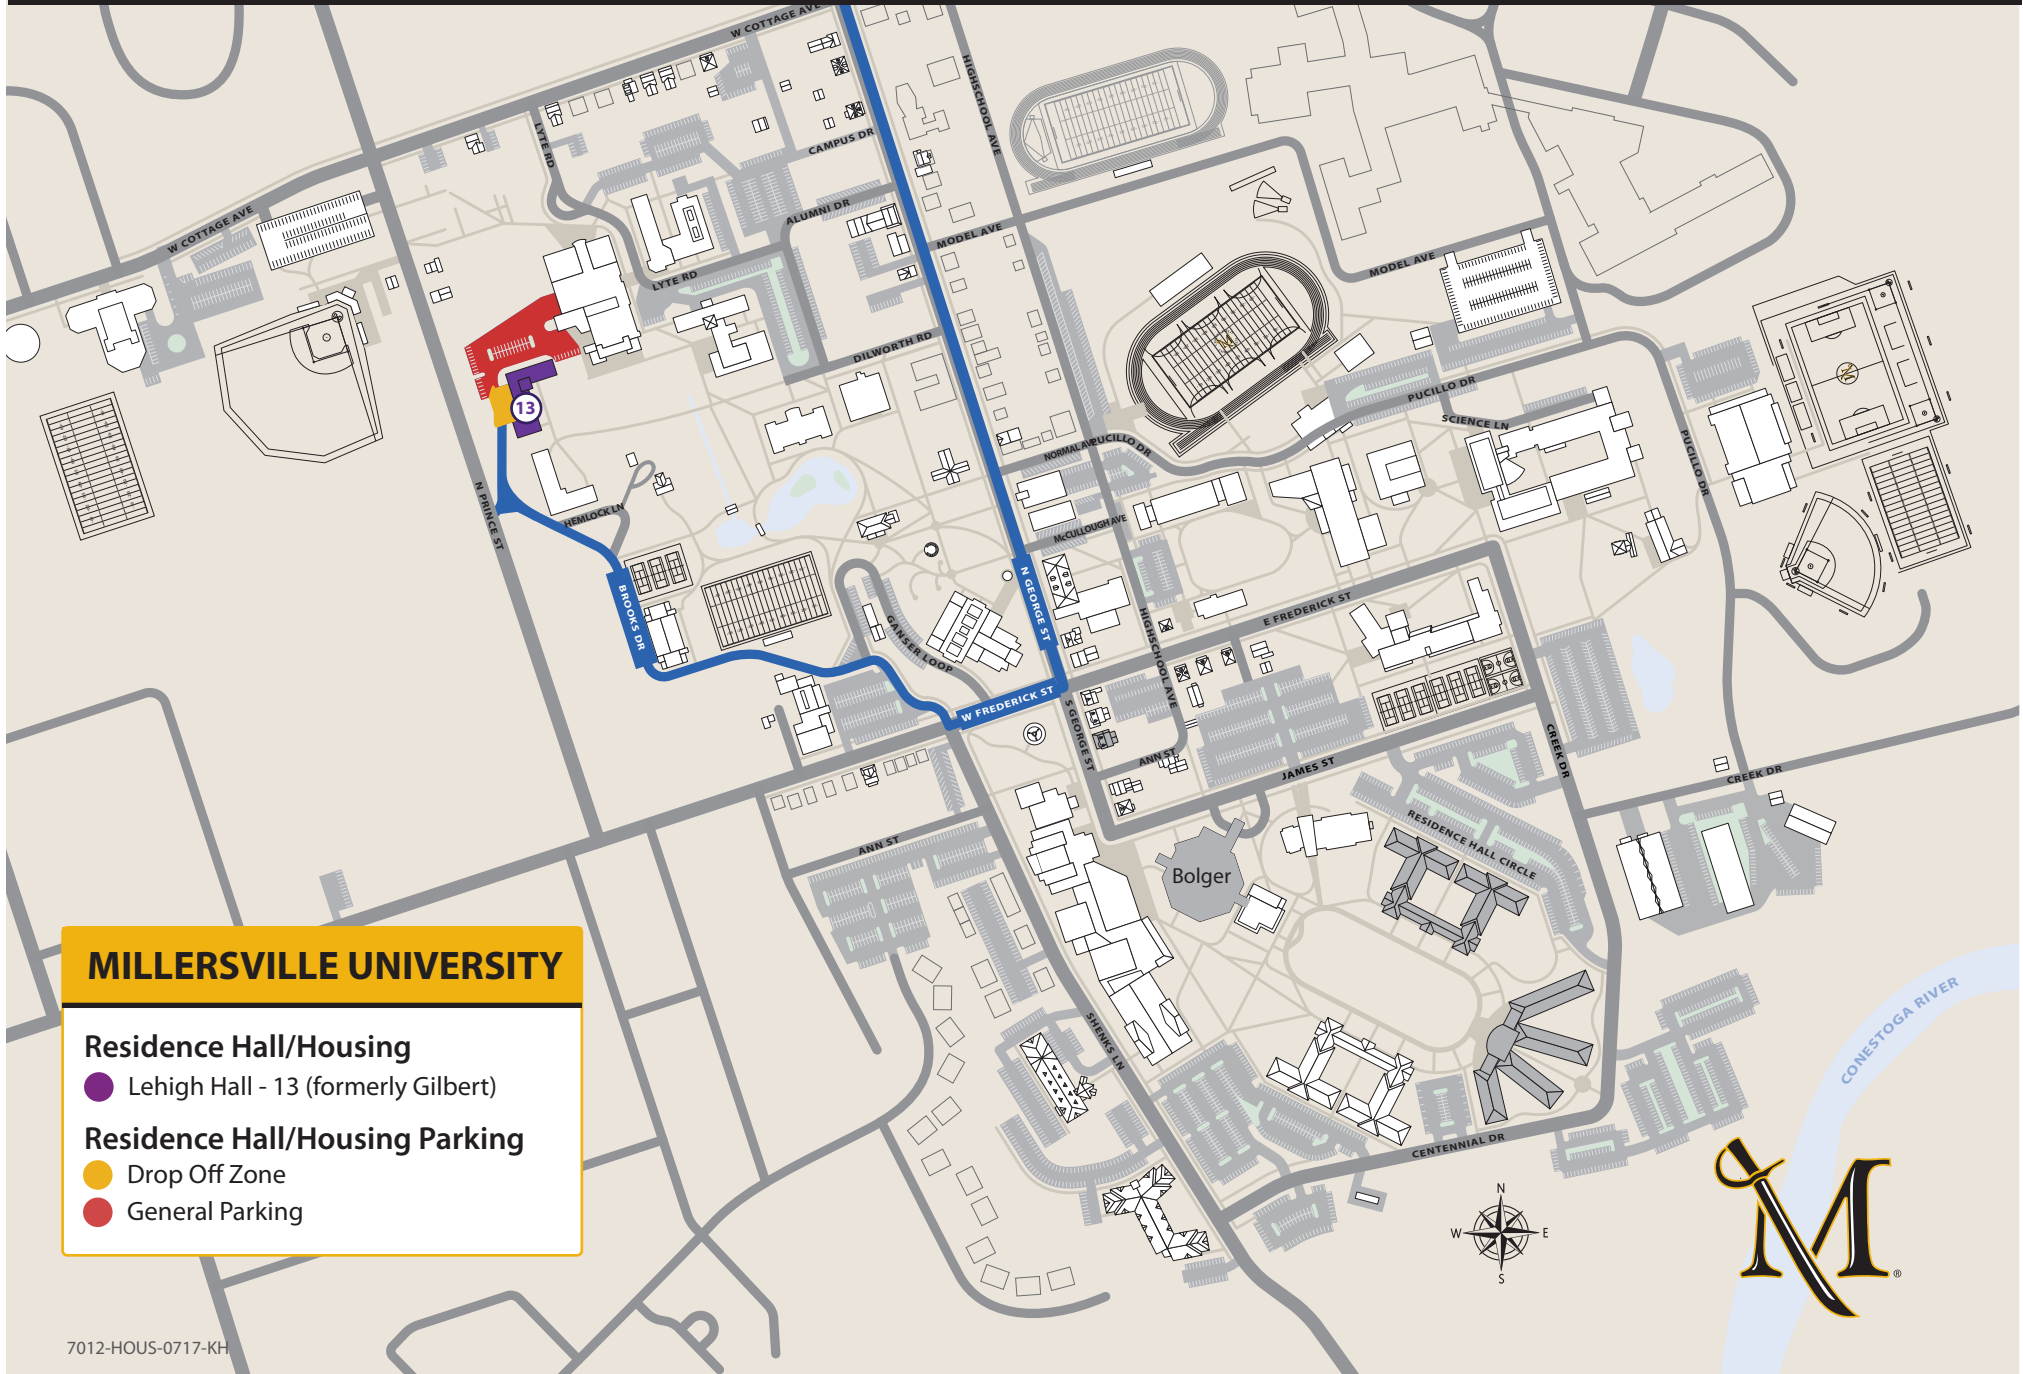 W COTTAGE AVE
HIGHSCHOOL AVE
LYTE RD
CAMPUS DR
W COTTAGE AVE
ALUMNI DR
MODEL AVE
MODEL AVE
LYTE RD
DILWORTH RD
PUCILLO DR
SCIENCE LN
13
NORMAL AVE
PUCILLO DR
PUCILLO DR
N PRINCE ST
HEMLOCK LN
McCULLOUGH AVE
BROOKS DR
N GEORGE ST
E FREDERICK ST
HIGHSCHOOL AVE
GANSER LOOP
W FREDERICK ST
S GEORGE ST
ANN ST
JAMES ST
CREEK DR
CREEK DR
RESIDENCE HALL CIRCLE
ANN ST
Bolger
SHENKS LN
CENTENNIAL DR
CONESTOGA RIVER
M
M
MILLERSVILLE UNIVERSITY
Residence Hall/Housing
Lehigh Hall - 13 (formerly Gilbert)
Residence Hall/Housing Parking
Drop Off Zone
General Parking
N
W E
S
M®
7012-HOUS-0717-KH